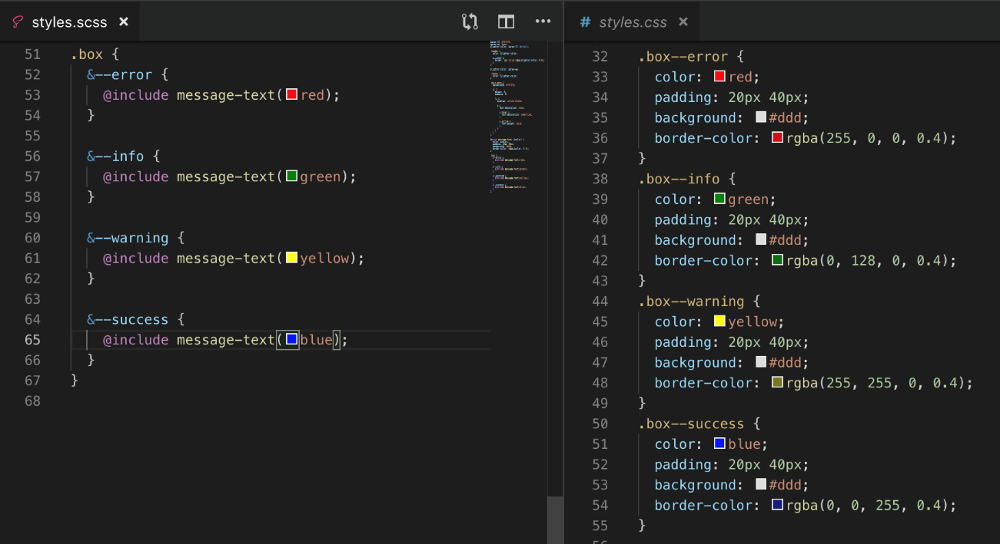 styles.scss
51 .box {
52 &--error {
53 @include message-text(red);
54 }
55
56 &--info {
57 @include message-text(green);
58 }
59
60 &--warning {
61 @include message-text(yellow);
62 }
63
64 &--success {
65 @include message-text(blue);
66 }
67 }
68
# styles.css
32 .box--error {
33 color: red;
34 padding: 20px 40px;
35 background: #ddd;
36 border-color: rgba(255, 0, 0, 0.4);
37 }
38 .box--info {
39 color: green;
40 padding: 20px 40px;
41 background: #ddd;
42 border-color: rgba(0, 128, 0, 0.4);
43 }
44 .box--warning {
45 color: yellow;
46 padding: 20px 40px;
47 background: #ddd;
48 border-color: rgba(255, 255, 0, 0.4);
49 }
50 .box--success {
51 color: blue;
52 padding: 20px 40px;
53 background: #ddd;
54 border-color: rgba(0, 0, 255, 0.4);
55 }